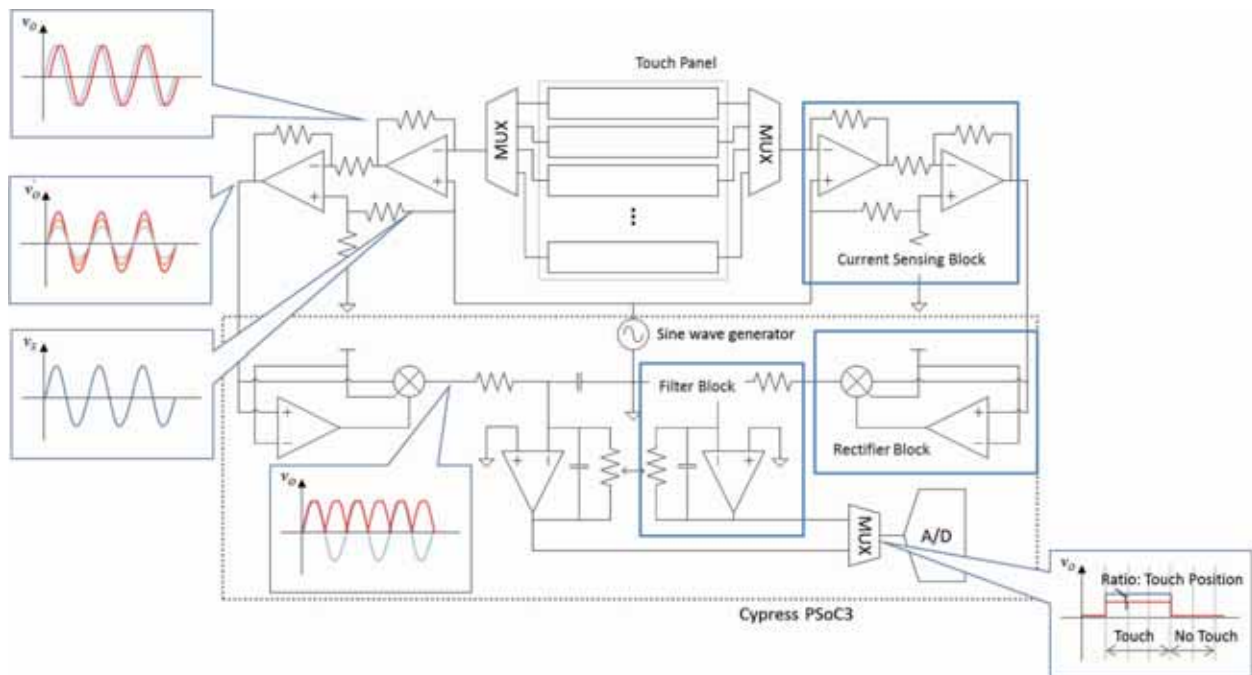 v_O
Touch Panel
MUX
MUX
...
v_O'
Current Sensing Block
Sine wave generator
v_s
Filter Block
Rectifier Block
v_O
MUX
A/D
v_O
Ratio: Touch Position
Touch
No Touch
Cypress PSoC3